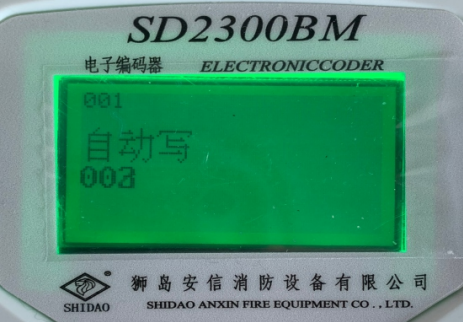 SD2300BM
电子编码器 ELECTRONICCODER
001
自动写
003
SHIDAO
狮岛安信消防设备有限公司
SHIDAO ANXIN FIRE EQUIPMENT CO., LTD.